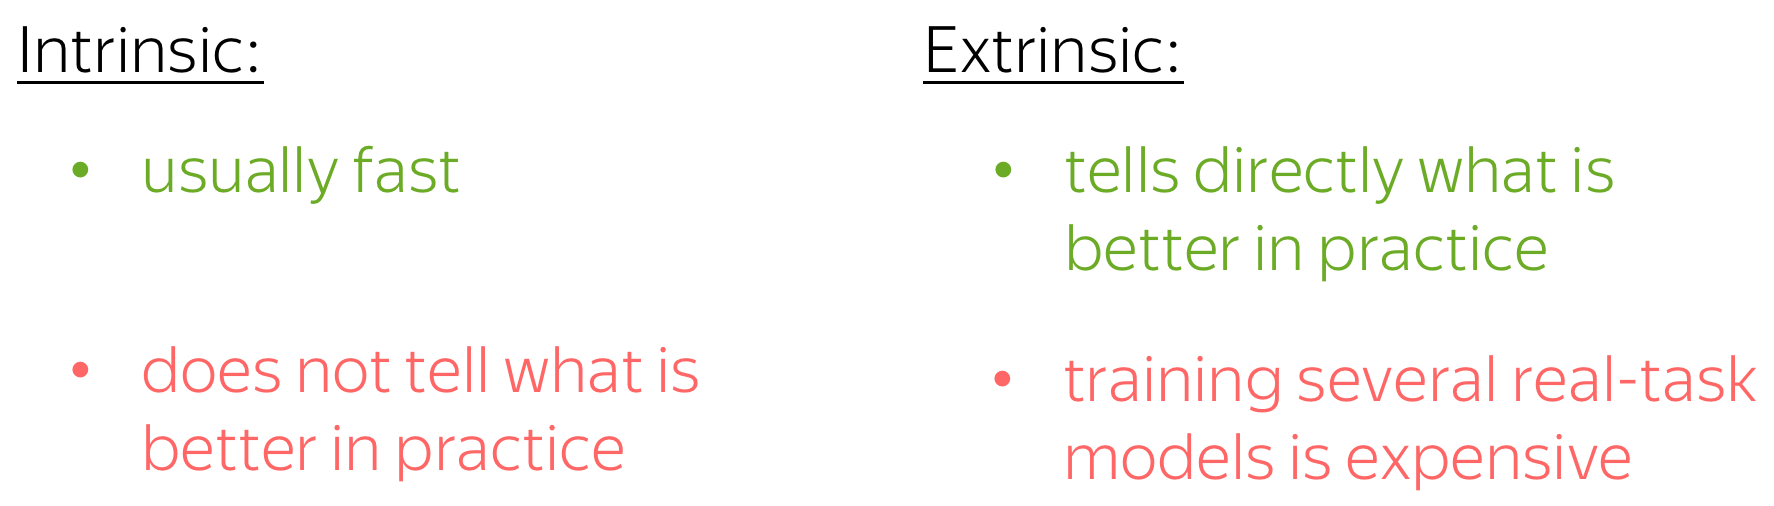 Intrinsic:
• usually fast
• does not tell what is
better in practice
Extrinsic:
• tells directly what is
better in practice
• training several real-task
models is expensive